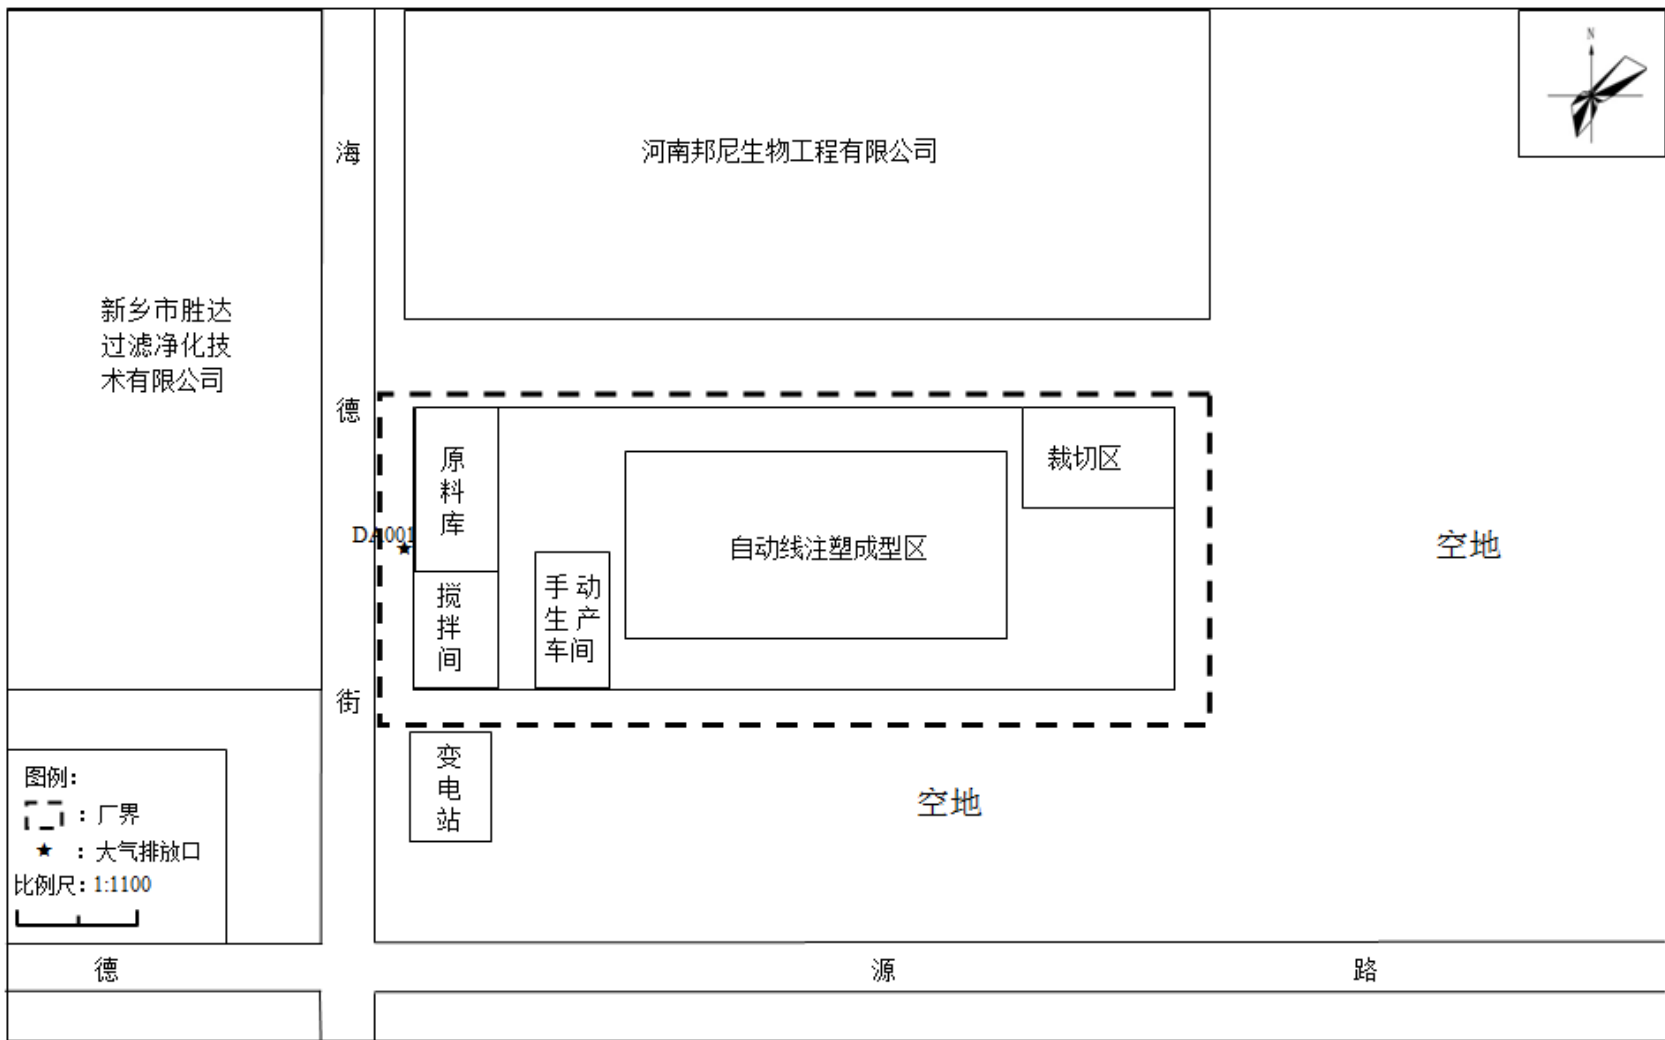 N
河南邦尼生物工程有限公司
海
德
街
新乡市胜达
过滤净化技
术有限公司
原
料
库
裁切区
DA001
自动线注塑成型区
空地
搅
拌
间
手动
生产
车间
变
电
站
空地
图例：
：厂界
：大气排放口
比例尺：1:1100
德源路